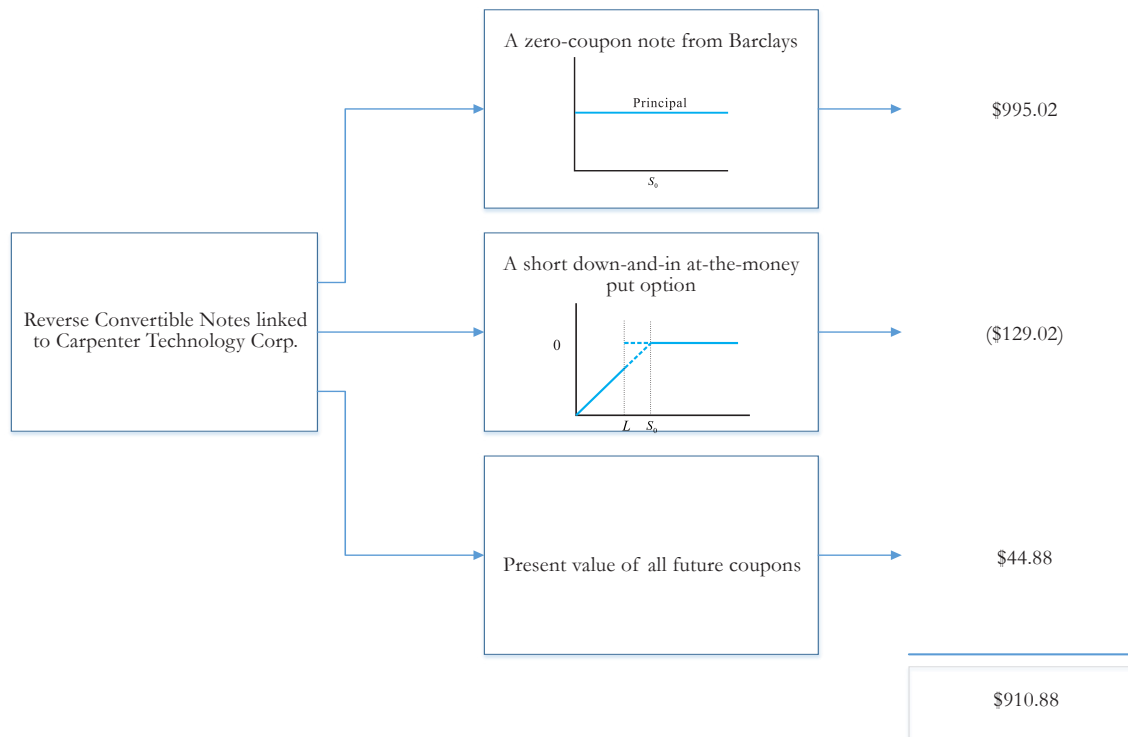 A zero-coupon note from Barclays
Principal
S₀
$995.02
Reverse Convertible Notes linked
to Carpenter Technology Corp.
A short down-and-in at-the-money
put option
0
L S₀
($129.02)
Present value of all future coupons
$44.88
$910.88